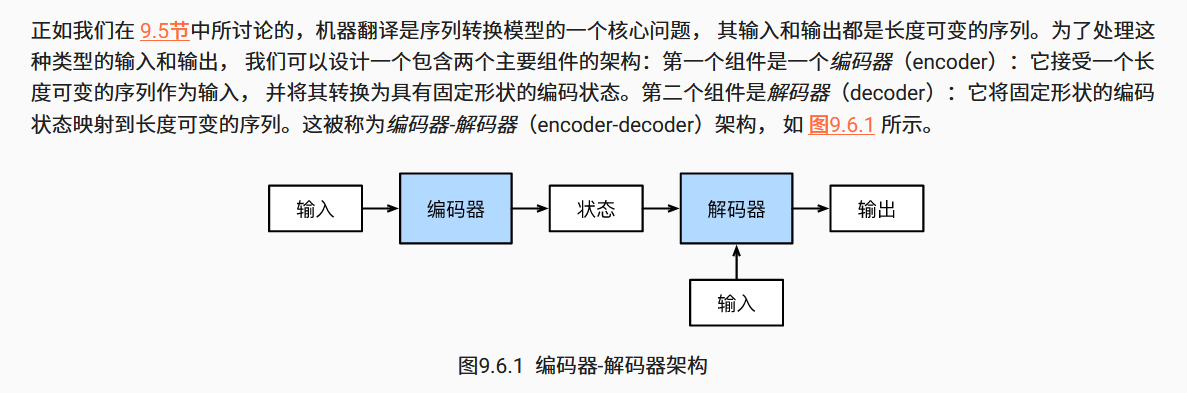 正如我们在 9.5节中所讨论的，机器翻译是序列转换模型的一个核心问题， 其输入和输出都是长度可变的序列。为了处理这
种类型的输入和输出， 我们可以设计一个包含两个主要组件的架构：第一个组件是一个编码器（encoder）：它接受一个长
度可变的序列作为输入， 并将其转换为具有固定形状的编码状态。第二个组件是解码器（decoder）：它将固定形状的编码
状态映射到长度可变的序列。这被称为编码器-解码器（encoder-decoder）架构， 如 图9.6.1 所示。
输入
编码器
状态
解码器
输出
输入
图9.6.1 编码器-解码器架构